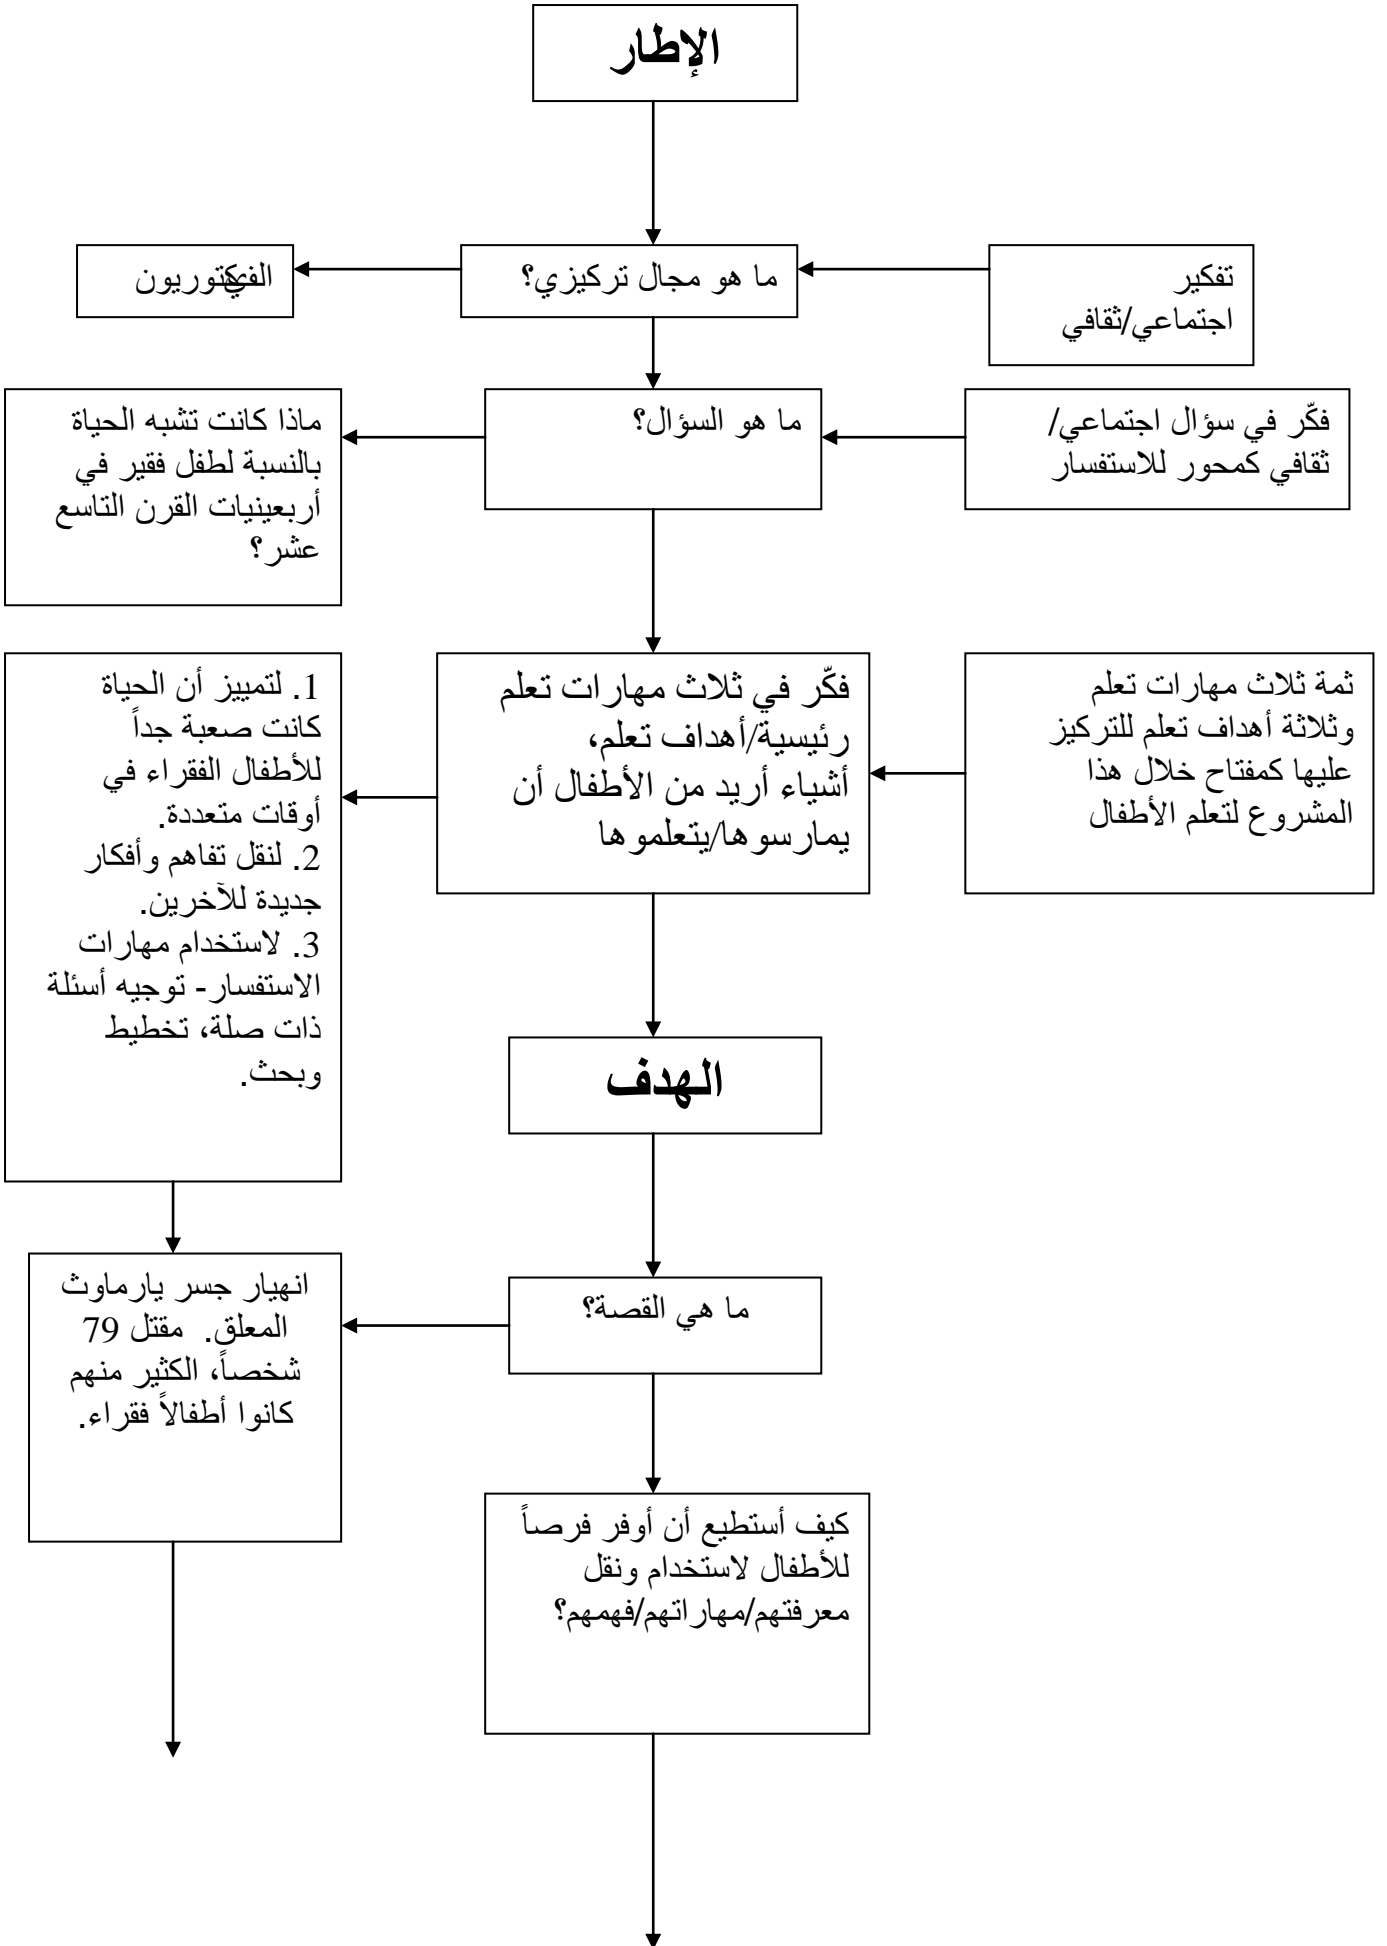 الإطار
تفكير
اجتماعي/ثقافي
ما هو مجال تركيزي؟
الفيكتوريون
فكّر في سؤال اجتماعي/
ثقافي كمحور للاستفسار
ما هو السؤال؟
ماذا كانت تشبه الحياة
بالنسبة لطفل فقير في
أربعينيات القرن التاسع
عشر؟
ثمة ثلاث مهارات تعلم
وثلاثة أهداف تعلم للتركيز
عليها كمفتاح خلال هذا
المشروع لتعلم الأطفال
فكّر في ثلاث مهارات تعلم
رئيسية/أهداف تعلم،
أشياء أريد من الأطفال أن
يمارسوها/يتعلموها
1. لتمييز أن الحياة
كانت صعبة جداً
للأطفال الفقراء في
أوقات متعددة.
2. لنقل تفاهم وأفكار
جديدة للآخرين.
3. لاستخدام مهارات
الاستفسار- توجيه أسئلة
ذات صلة، تخطيط
وبحث.
الهدف
ما هي القصة؟
انهيار جسر يارماوث
المعلق. مقتل 79
شخصاً، الكثير منهم
كانوا أطفالاً فقراء.
كيف أستطيع أن أوفر فرصاً
للأطفال لاستخدام ونقل
معرفتهم/مهاراتهم/فهمهم؟